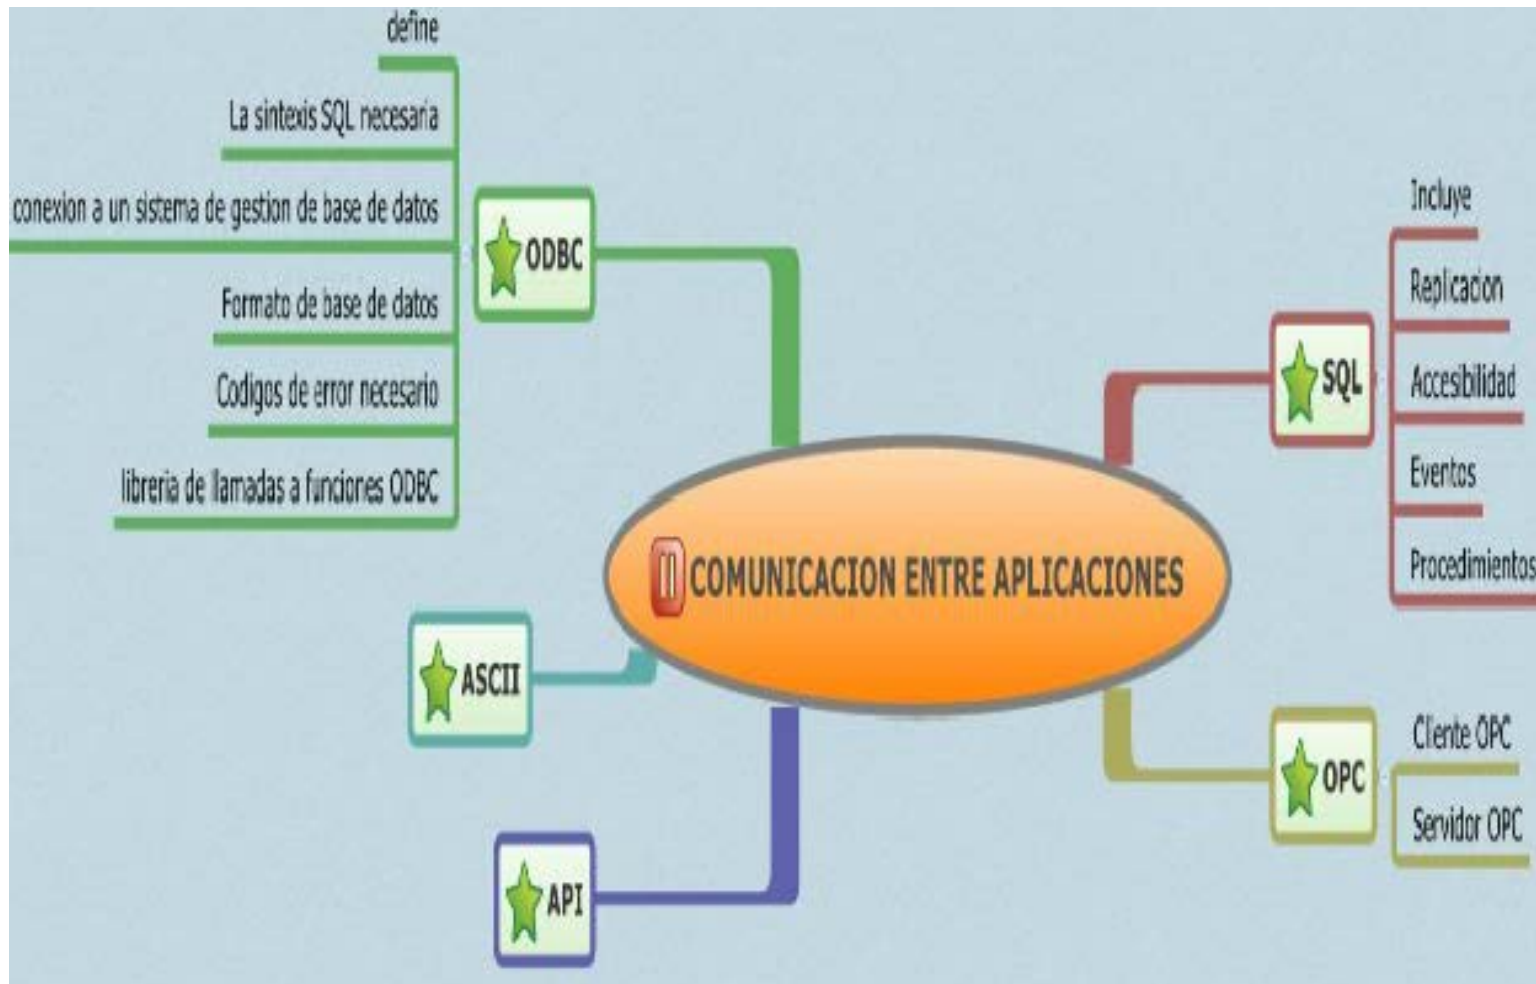 define
La sintexis SQL necesaria
conexion a un sistema de gestion de base de datos
Formato de base de datos
Codigos de error necesario
libreria de llamadas a funciones ODBC
ODBC
ASCII
API
COMUNICACION ENTRE APLICACIONES
SQL
Incluye
Replicacion
Accesibilidad
Eventos
Procedimientos
OPC
Cliente OPC
Servidor OPC